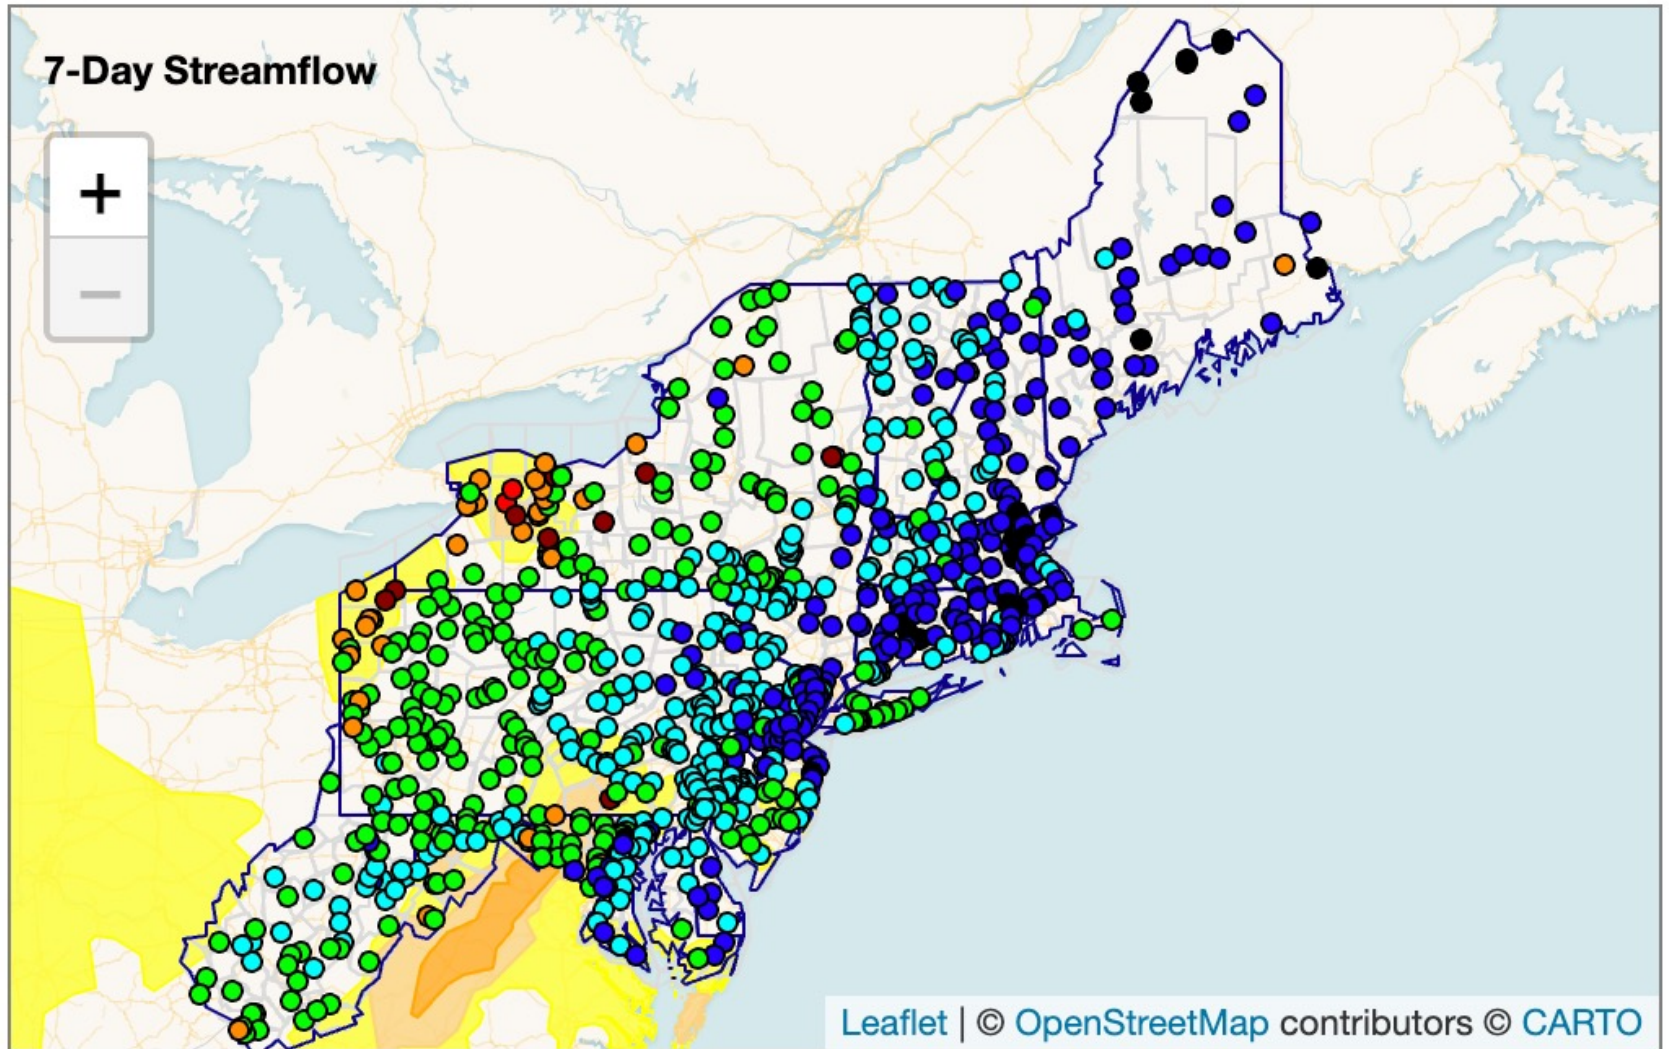 7-Day Streamflow
+
−
Leaflet | © OpenStreetMap contributors © CARTO